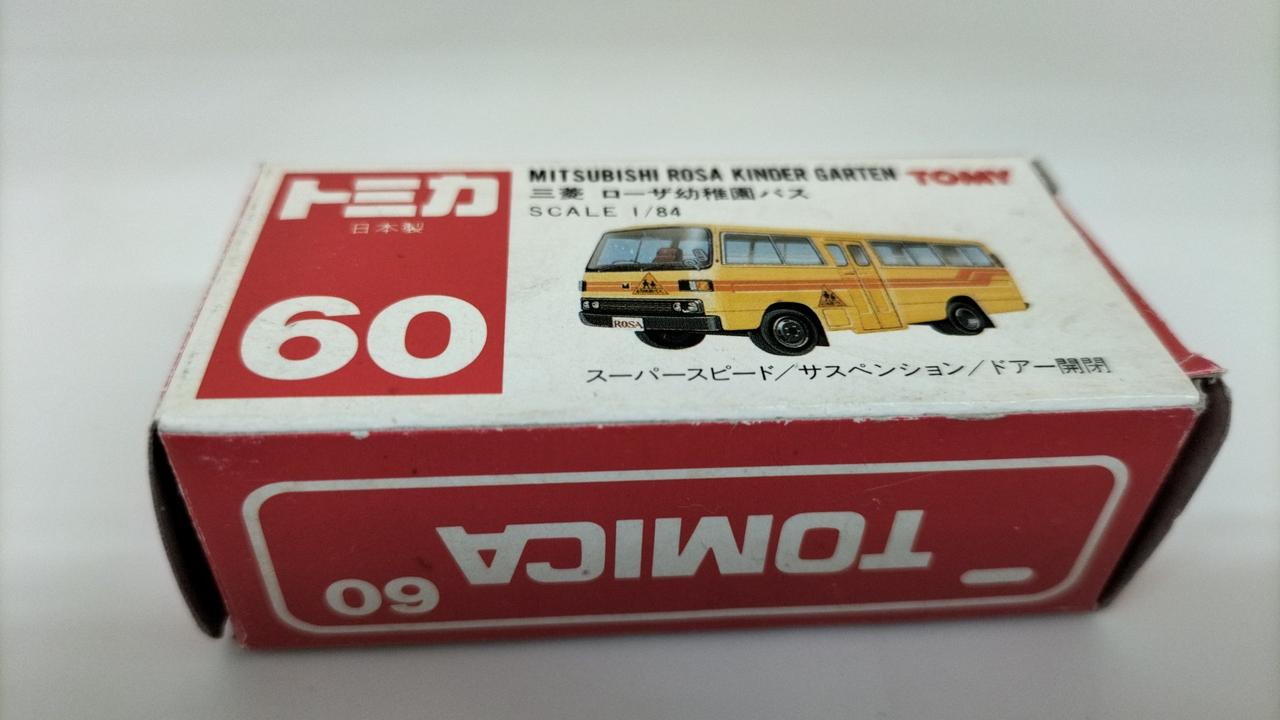 トミカ
日本製
60
MITSUBISHI ROSA KINDER GARTEN TOMY
三菱 ローザ幼稚園バス
SCALE 1/84
ROSA
スーパースピード/サスペンション/ドアー開閉
TOMICA
60